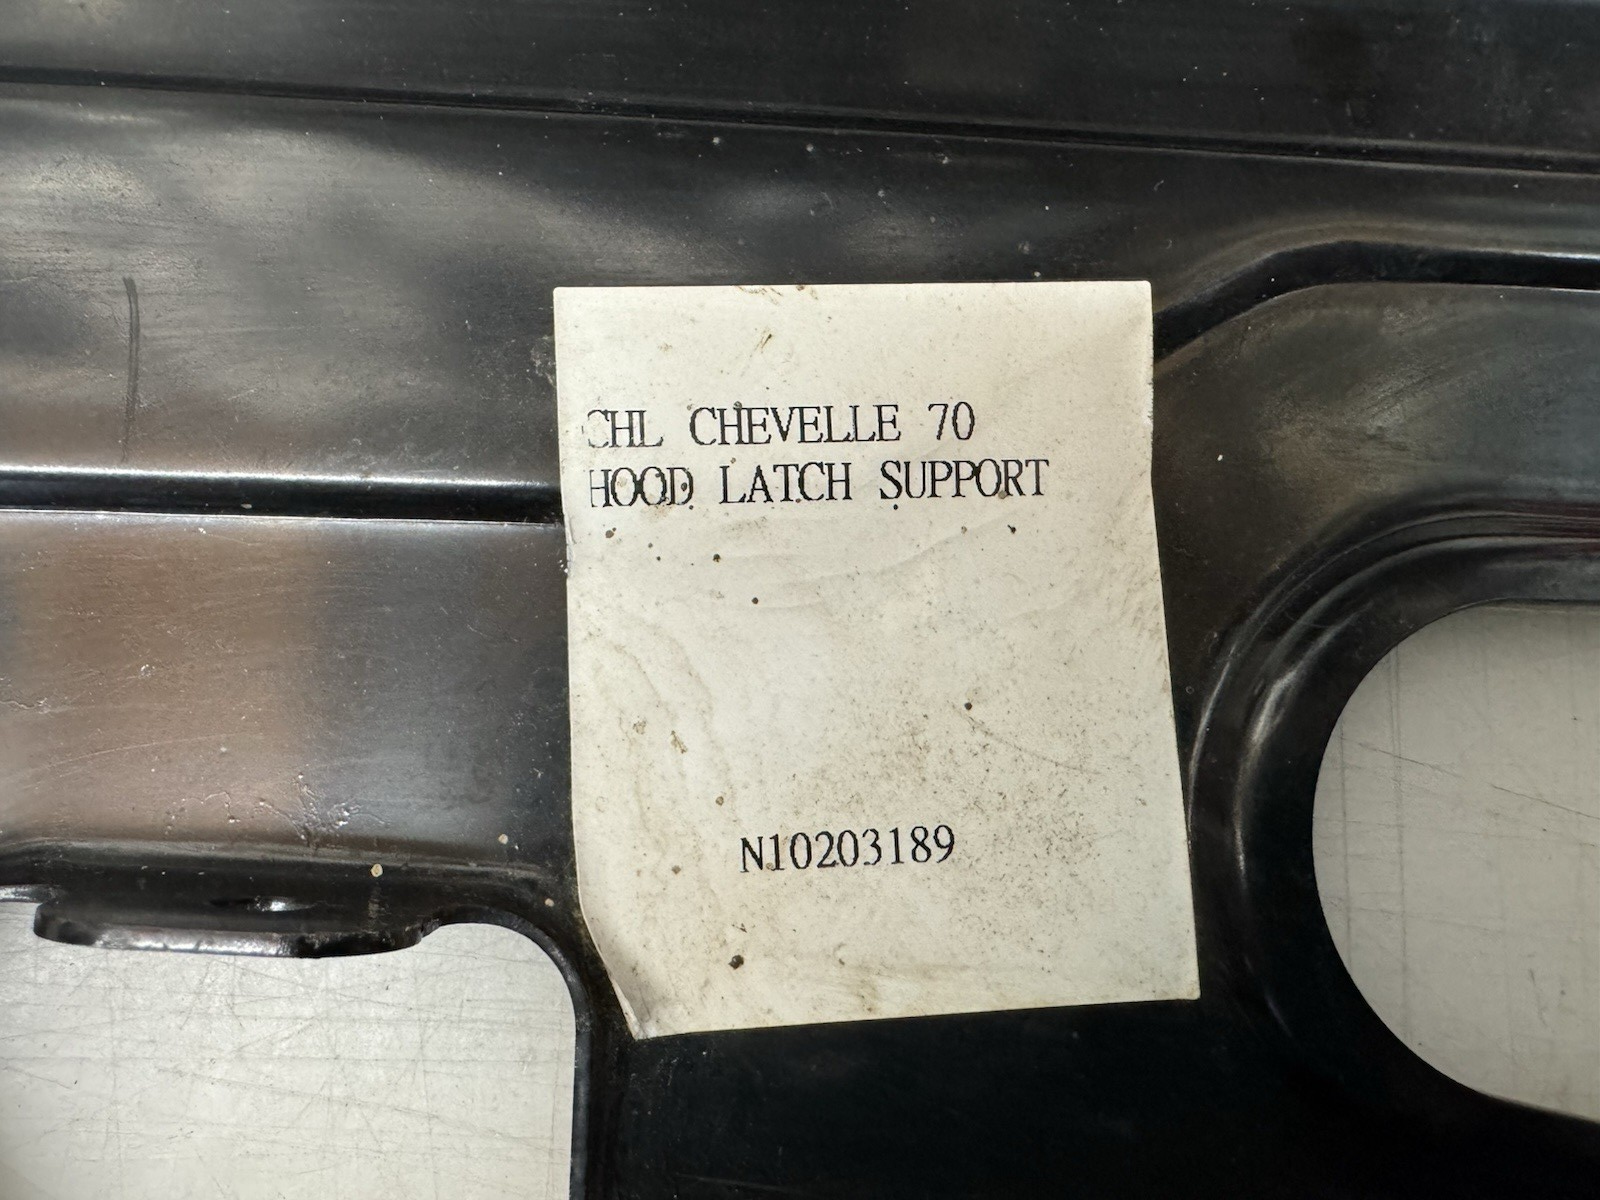 CHL CHEVELLE 70
HOOD LATCH SUPPORT
N10203189